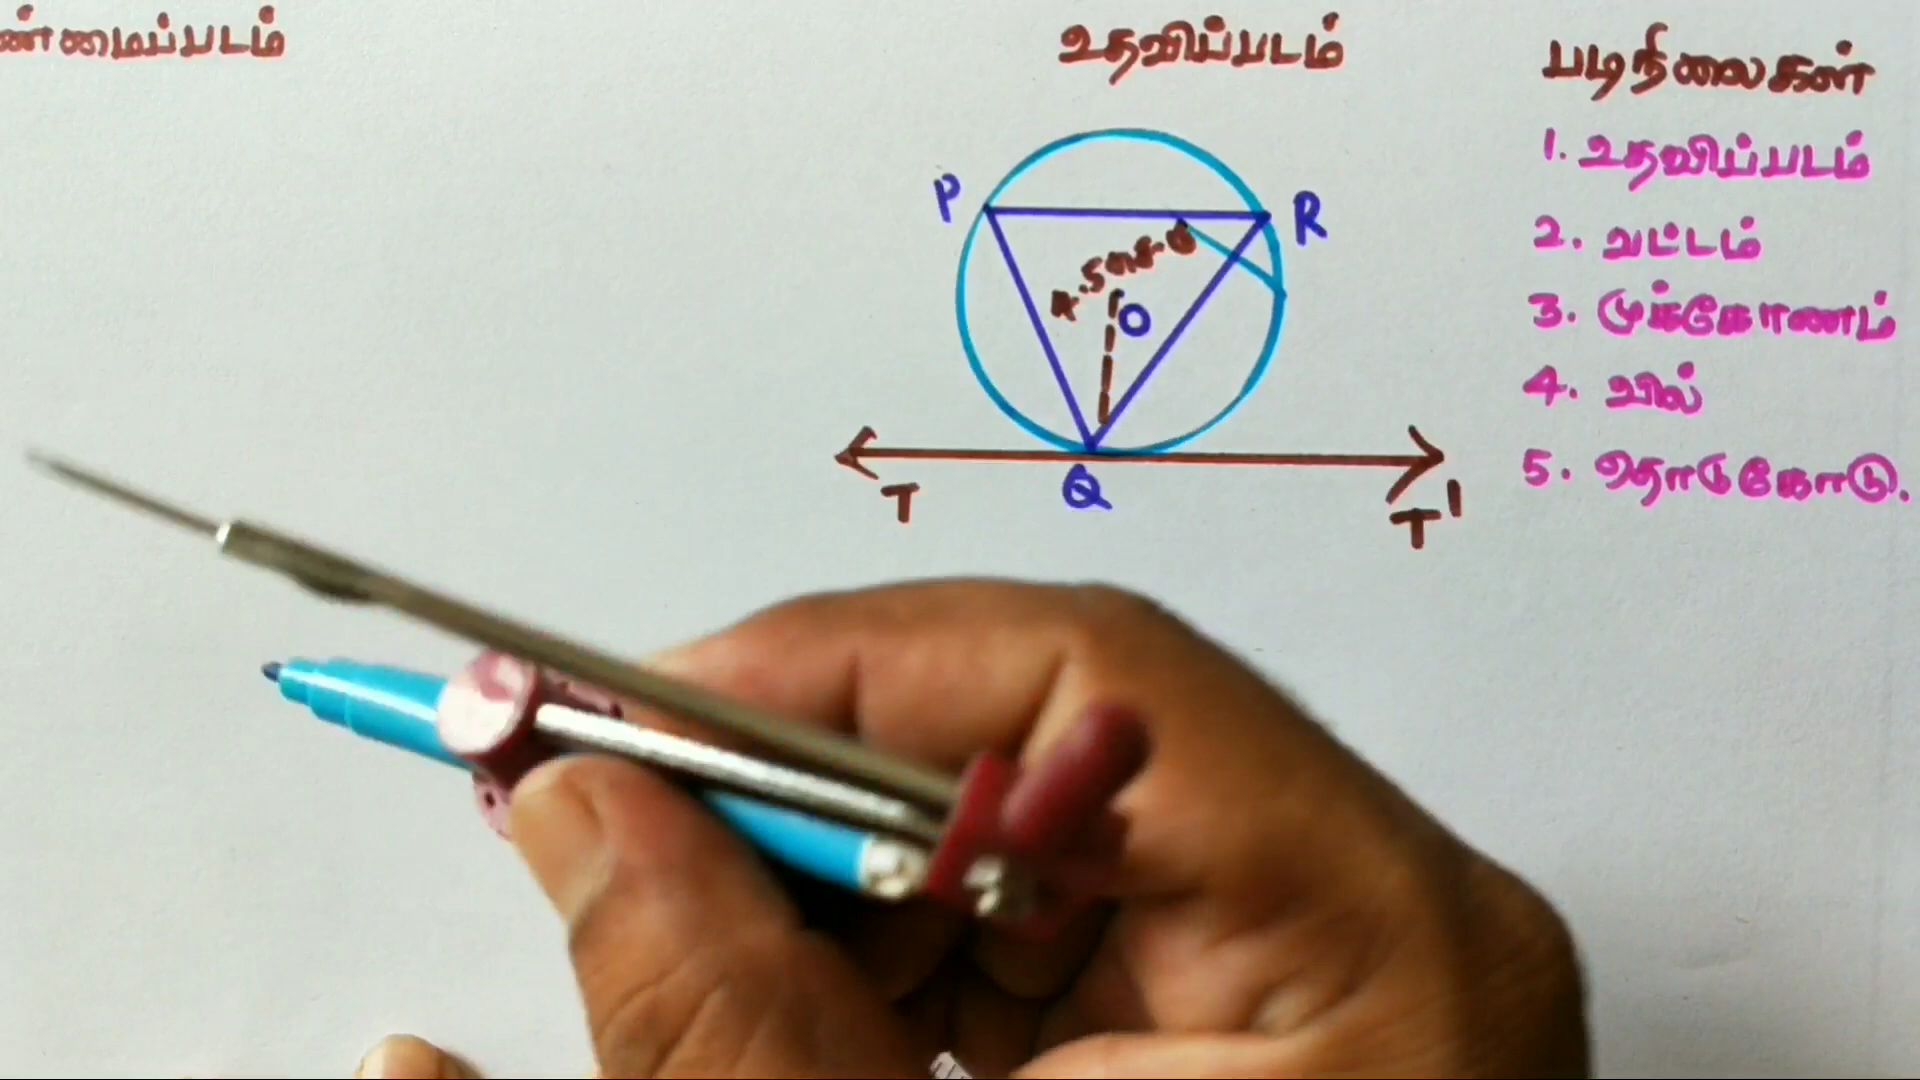 ண்மைப்படம்
உதவிப்படம்
P
R
4.5செ.மீ
O
Q
T
T'
படிநிலைகள்
1. உதவிப்படம்
2. வட்டம்
3. முக்கோணம்
4. வில்
5. தொடுகோடு.